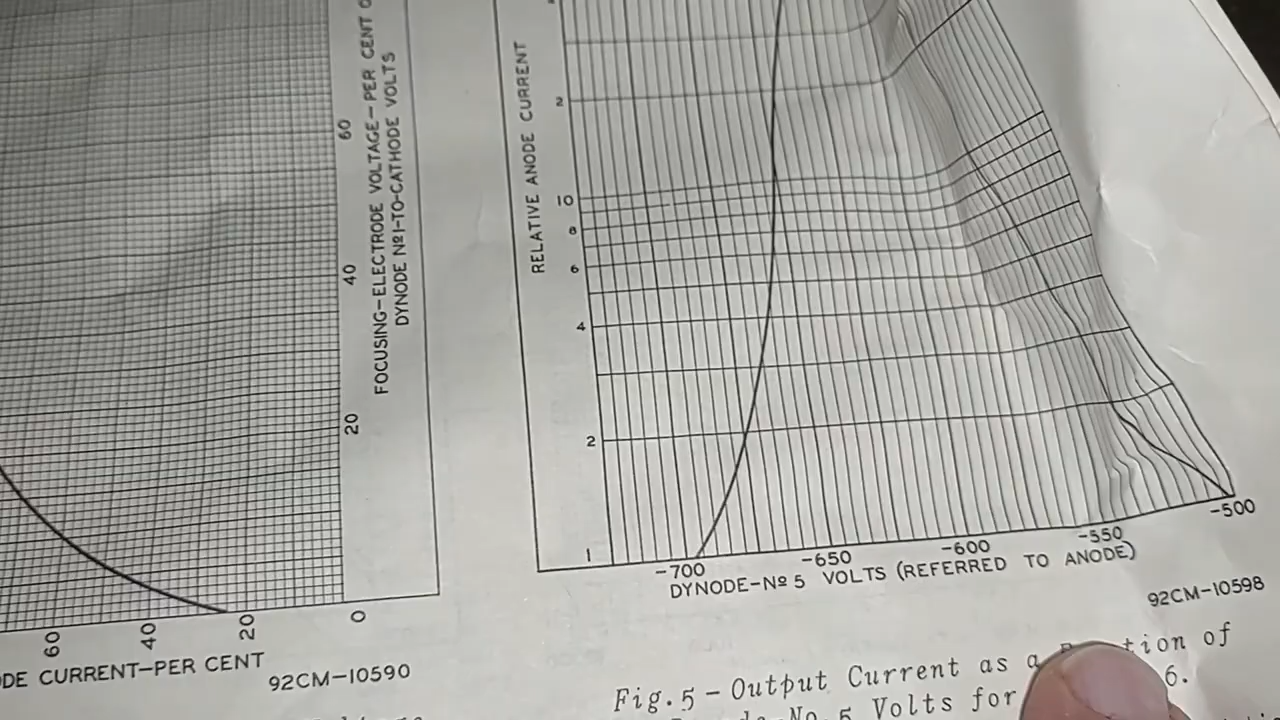 FOCUSING-ELECTRODE VOLTAGE-PER CENT
DYNODE Nº1-TO-CATHODE VOLTS
60
40
20
0
60
40
20
CURRENT-PER CENT
92CM-10590
RELATIVE ANODE CURRENT
2
10
8
6
4
2
1
-700
-650
-600
-550
-500
DYNODE-Nº 5 VOLTS (REFERRED TO ANODE)
92CM-10598
Fig.5-Output Current as a of
No.5 Volts for 6.